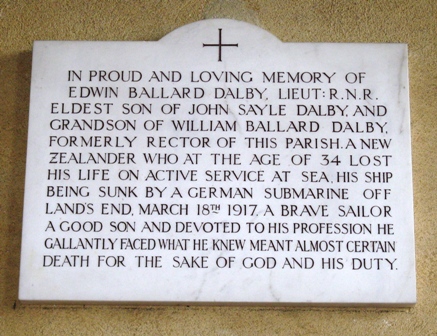 IN PROUD AND LOVING MEMORY OF
EDWIN BALLARD DALBY, LIEUT: R.N.R.
ELDEST SON OF JOHN SAYLE DALBY, AND
GRANDSON OF WILLIAM BALLARD DALBY,
FORMERLY RECTOR OF THIS PARISH. A NEW
ZEALANDER WHO AT THE AGE OF 34 LOST
HIS LIFE ON ACTIVE SERVICE AT SEA, HIS SHIP
BEING SUNK BY A GERMAN SUBMARINE OFF
LAND'S END, MARCH 18TH 1917. A BRAVE SAILOR
A GOOD SON AND DEVOTED TO HIS PROFESSION HE
GALLANTLY FACED WHAT HE KNEW MEANT ALMOST CERTAIN
DEATH FOR THE SAKE OF GOD AND HIS DUTY.